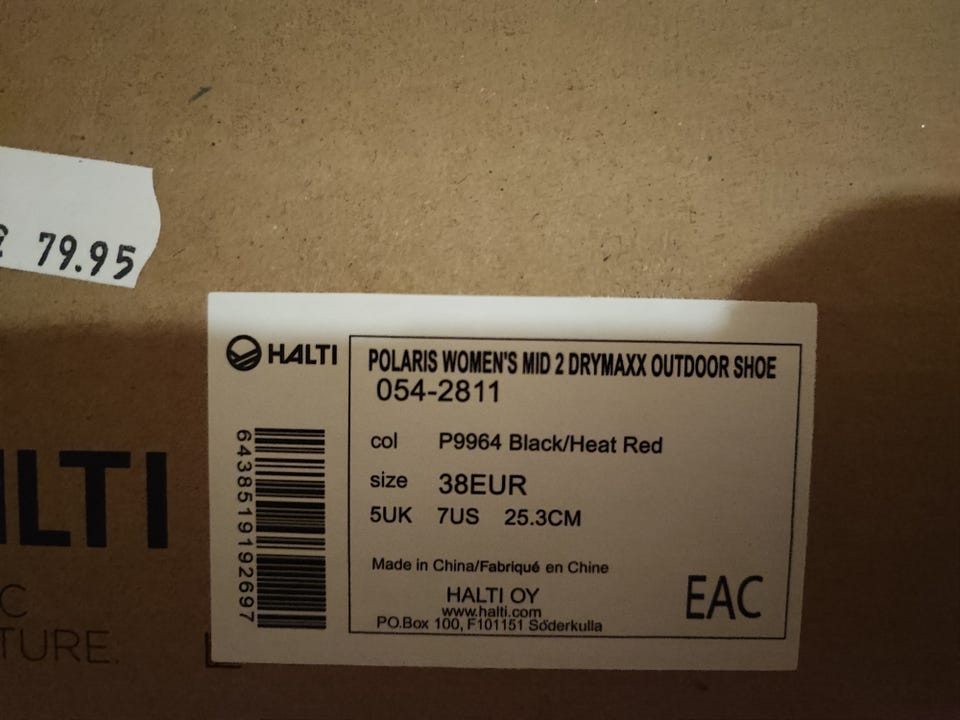 79.95
HALTI
POLARIS WOMEN'S MID 2 DRYMAXX OUTDOOR SHOE
054-2811
col P9964 Black/Heat Red
size 38EUR
5UK 7US 25.3CM
6438519192697
Made in China/Fabriqué en Chine
HALTI OY
www.halti.com
PO.Box 100, F101151 Söderkulla
EAC
LTI
C
TURE.